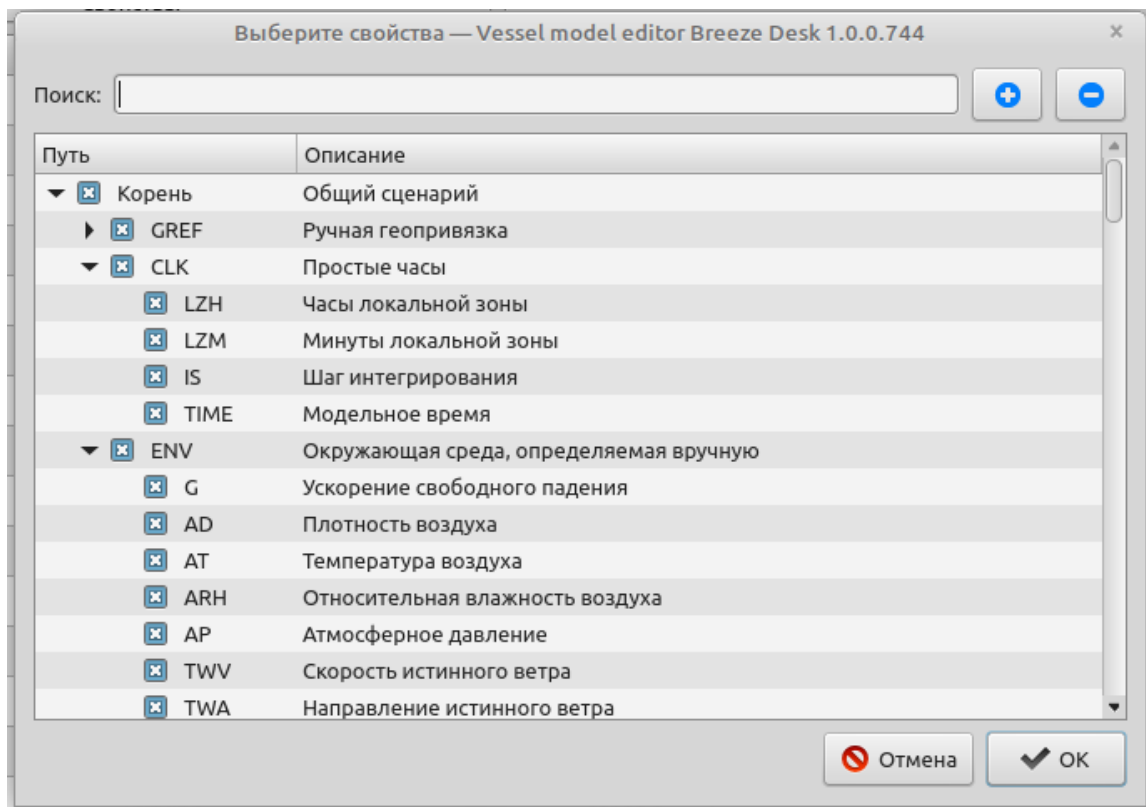 Выберите свойства — Vessel model editor Breeze Desk 1.0.0.744
Поиск:
Путь Описание
Корень Общий сценарий
GREF Ручная геопривязка
CLK Простые часы
LZH Часы локальной зоны
LZM Минуты локальной зоны
IS Шаг интегрирования
TIME Модельное время
ENV Окружающая среда, определяемая вручную
G Ускорение свободного падения
AD Плотность воздуха
AT Температура воздуха
ARH Относительная влажность воздуха
AP Атмосферное давление
TWV Скорость истинного ветра
TWA Направление истинного ветра
Отмена OK